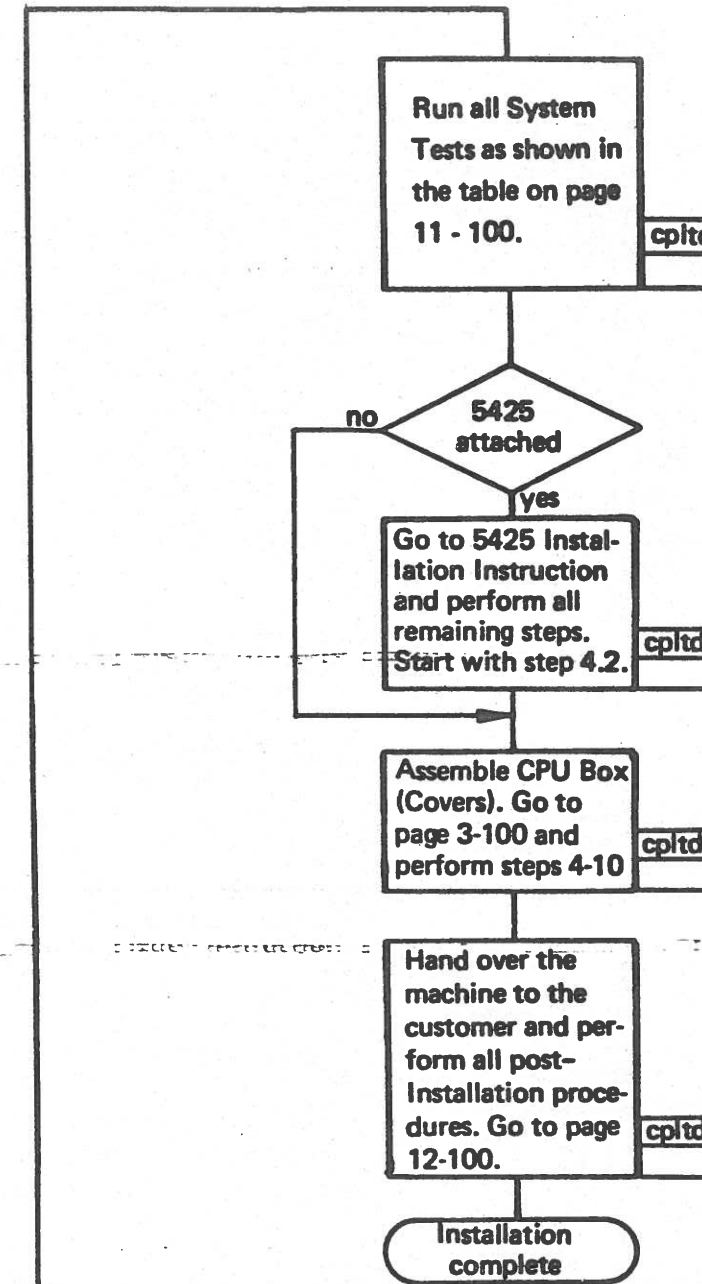 Run all System
Tests as shown in
the table on page
11 - 100.
cpltd
no
5425
attached
yes
Go to 5425 Instal-
lation Instruction
and perform all
remaining steps.
Start with step 4.2.
cpltd
Assemble CPU Box
(Covers). Go to
page 3-100 and
perform steps 4-10
cpltd
Hand over the
machine to the
customer and per-
form all post-
Installation proce-
dures. Go to page
12-100.
cpltd
Installation
complete